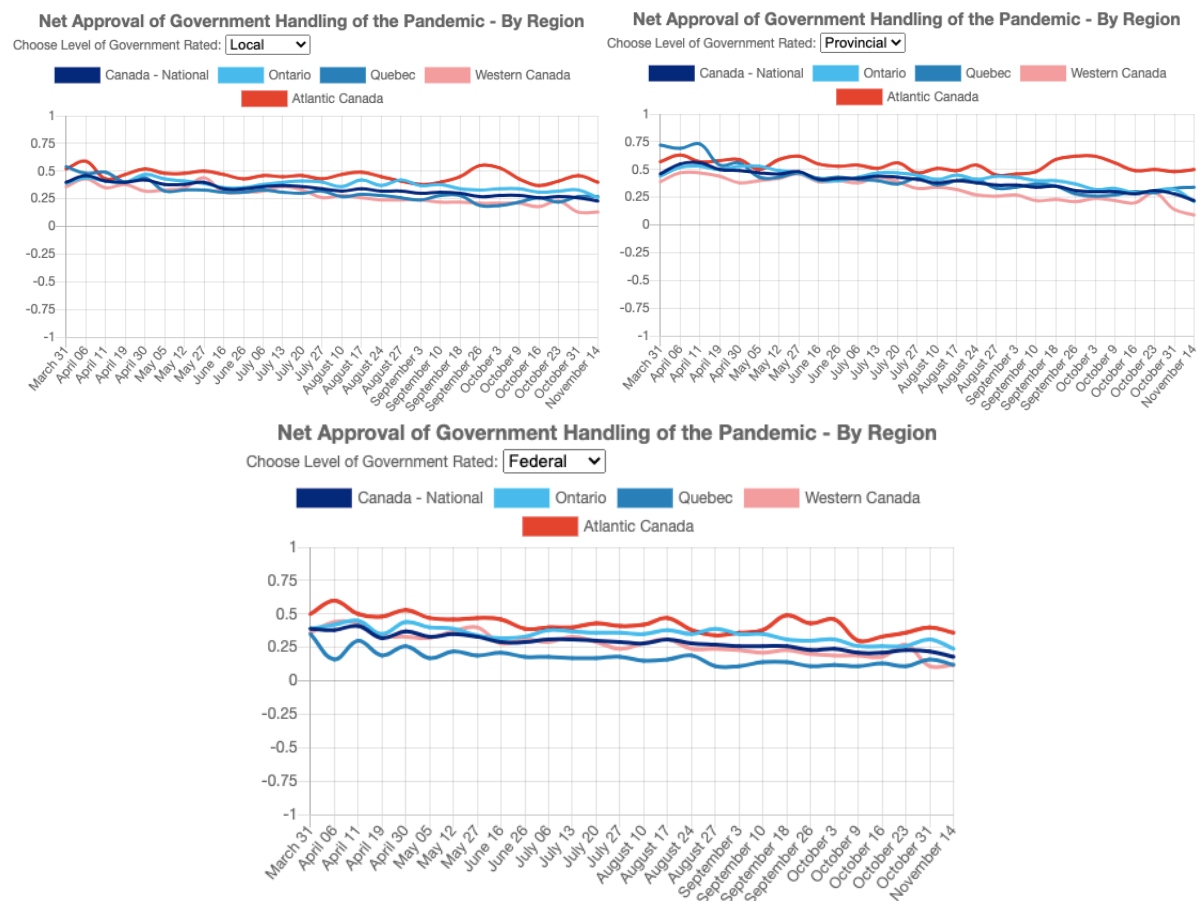 Net Approval of Government Handling of the Pandemic - By Region
Choose Level of Government Rated: Local
Canada - National Ontario Quebec Western Canada
Atlantic Canada
1
0.75
0.5
0.25
0
-0.25
-0.5
-0.75
-1
March 31
April 06
April 11
April 19
April 30
May 05
May 12
May 27
June 16
June 26
July 06
July 13
July 20
July 27
August 10
August 17
August 24
August 27
September 3
September 10
September 18
September 26
October 3
October 9
October 16
October 23
October 31
November 14
Net Approval of Government Handling of the Pandemic - By Region
Choose Level of Government Rated: Provincial
Canada - National Ontario Quebec Western Canada
Atlantic Canada
1
0.75
0.5
0.25
0
-0.25
-0.5
-0.75
-1
March 31
April 06
April 11
April 19
April 30
May 05
May 12
May 27
June 16
June 26
July 06
July 13
July 20
July 27
August 10
August 17
August 24
August 27
September 3
September 10
September 18
September 26
October 3
October 9
October 16
October 23
October 31
November 14
Net Approval of Government Handling of the Pandemic - By Region
Choose Level of Government Rated: Federal
Canada - National Ontario Quebec Western Canada
Atlantic Canada
1
0.75
0.5
0.25
0
-0.25
-0.5
-0.75
-1
March 31
April 06
April 11
April 19
April 30
May 05
May 12
May 27
June 16
June 26
July 06
July 13
July 20
July 27
August 10
August 17
August 24
August 27
September 3
September 10
September 18
September 26
October 3
October 9
October 16
October 23
October 31
November 14